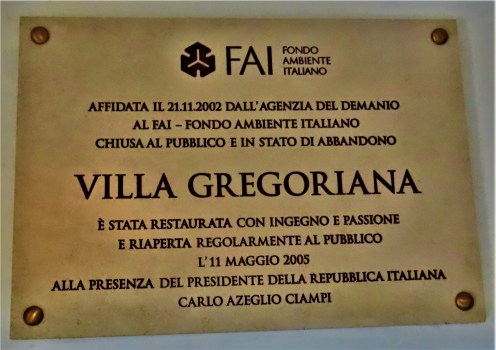 FAI FONDO
AMBIENTE
ITALIANO
AFFIDATA IL 21.11.2002 DALL'AGENZIA DEL DEMANIO
AL FAI – FONDO AMBIENTE ITALIANO
CHIUSA AL PUBBLICO E IN STATO DI ABBANDONO
VILLA GREGORIANA
È STATA RESTAURATA CON INGEGNO E PASSIONE
E RIAPERTA REGOLARMENTE AL PUBBLICO
L'11 MAGGIO 2005
ALLA PRESENZA DEL PRESIDENTE DELLA REPUBBLICA ITALIANA
CARLO AZEGLIO CIAMPI